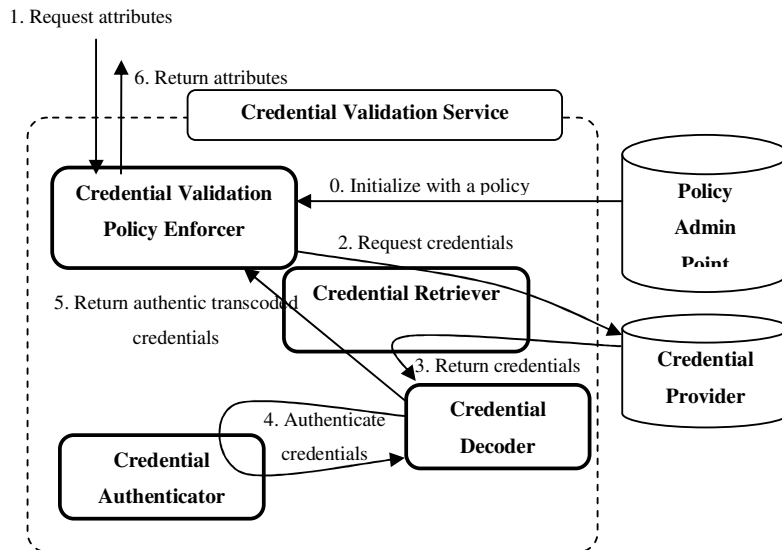 1. Request attributes
6. Return attributes
Credential Validation Service
Credential Validation
Policy Enforcer
0. Initialize with a policy
Policy
Admin
Point
2. Request credentials
5. Return authentic transcoded
credentials
Credential Retriever
3. Return credentials
Credential
Provider
4. Authenticate
credentials
Credential
Decoder
Credential
Authenticator